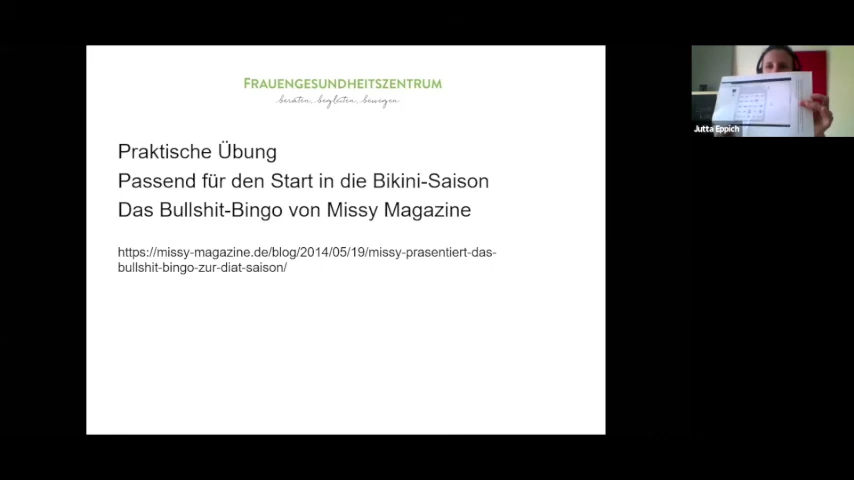 FRAUENGESUNDHEITSZENTRUM
beraten. begleiten. bewegen
Praktische Übung
Passend für den Start in die Bikini-Saison
Das Bullshit-Bingo von Missy Magazine
https://missy-magazine.de/blog/2014/05/19/missy-prasentiert-das-
bullshit-bingo-zur-diat-saison/
Jutta Eppich